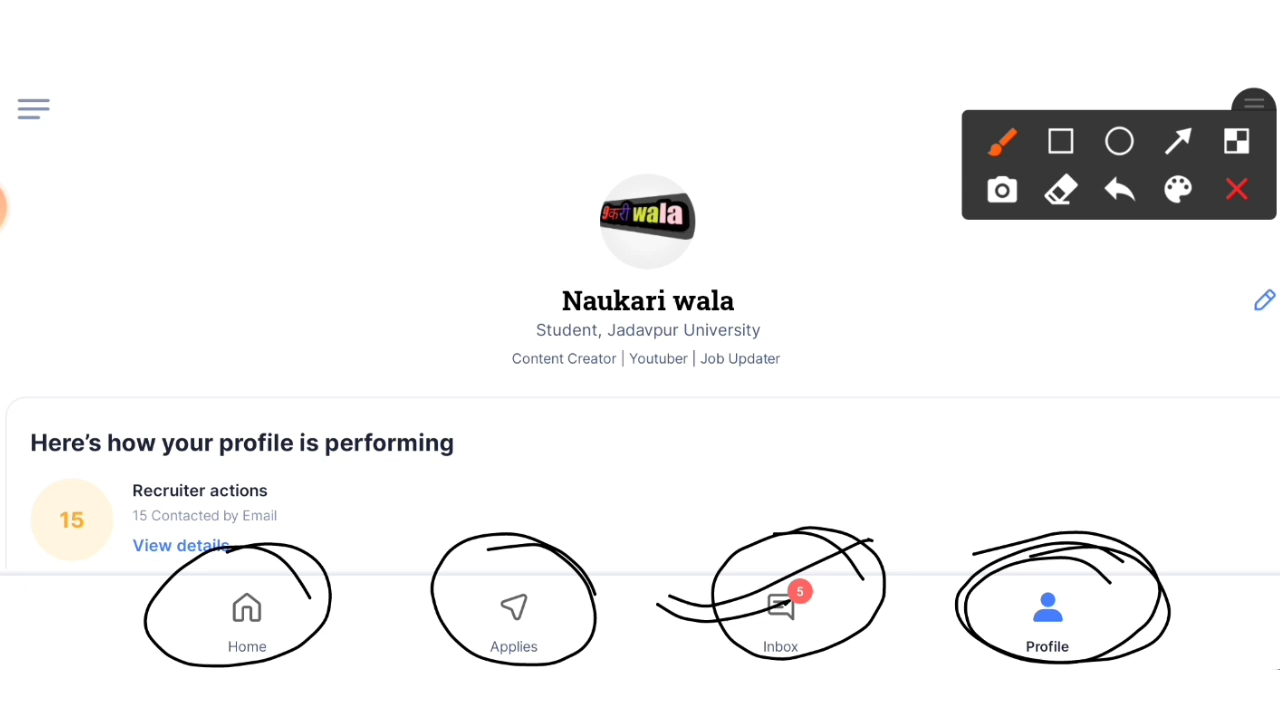 9करी wala
Naukari wala
Student, Jadavpur University
Content Creator | Youtuber | Job Updater
Here's how your profile is performing
15
Recruiter actions
15 Contacted by Email
View details
5
Home
Applies
Inbox
Profile